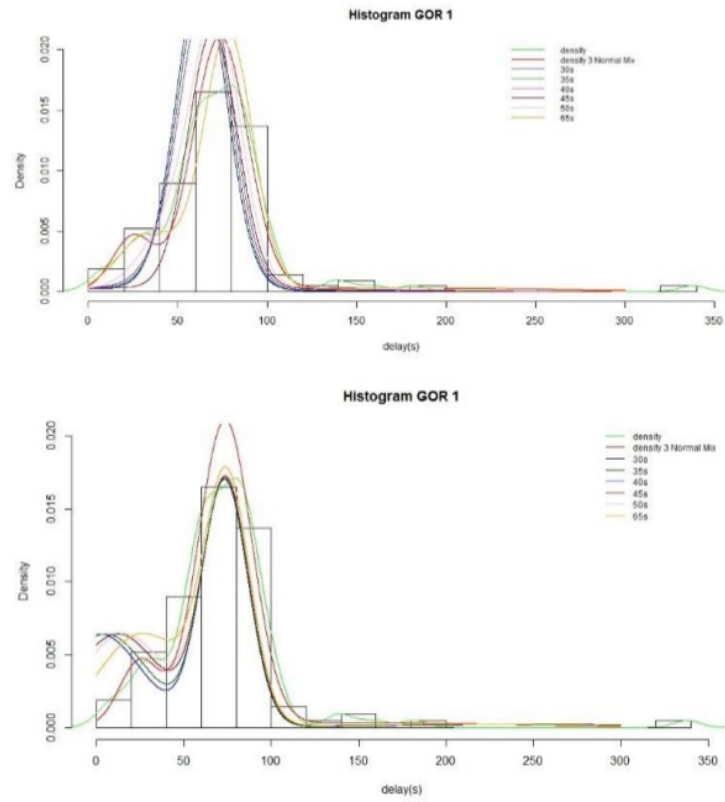 Histogram GOR 1
density
density 3 Normal Mix
30s
35s
40s
45s
50s
65s
Density
0.000 0.005 0.010 0.015 0.020
0 50 100 150 200 250 300 350
delay(s)
Histogram GOR 1
density
density 3 Normal Mix
30s
35s
40s
45s
50s
65s
Density
0.000 0.005 0.010 0.015 0.020
0 50 100 150 200 250 300 350
delay(s)